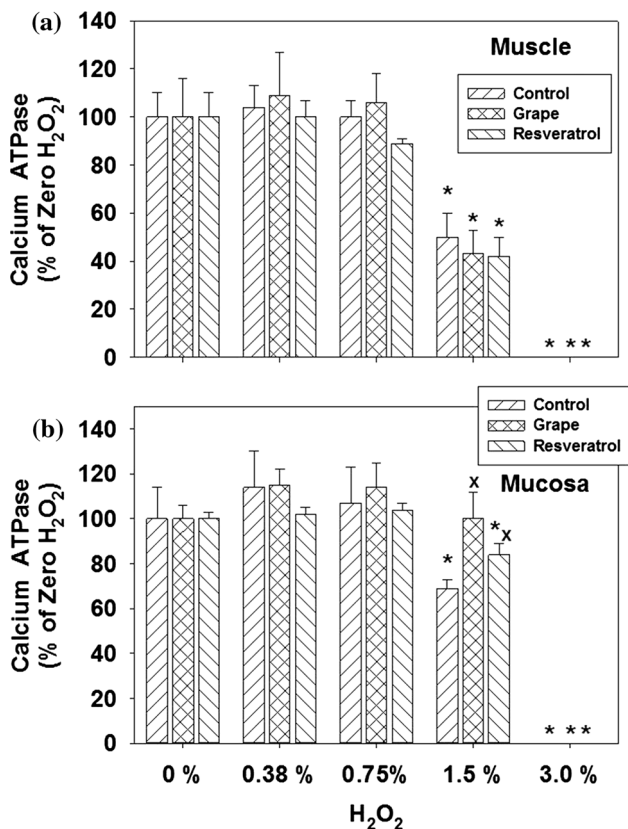 (a)
Muscle
Control
Grape
Resveratrol
Calcium ATPase
(% of Zero H₂O₂)
140
120
100
80
60
40
20
0
* * *
* * *
(b)
Control
Grape
Resveratrol
Mucosa
Calcium ATPase
(% of Zero H₂O₂)
140
120
100
80
60
40
20
0
* x * x
* * *
0 % 0.38 % 0.75% 1.5 % 3.0 %
H₂O₂